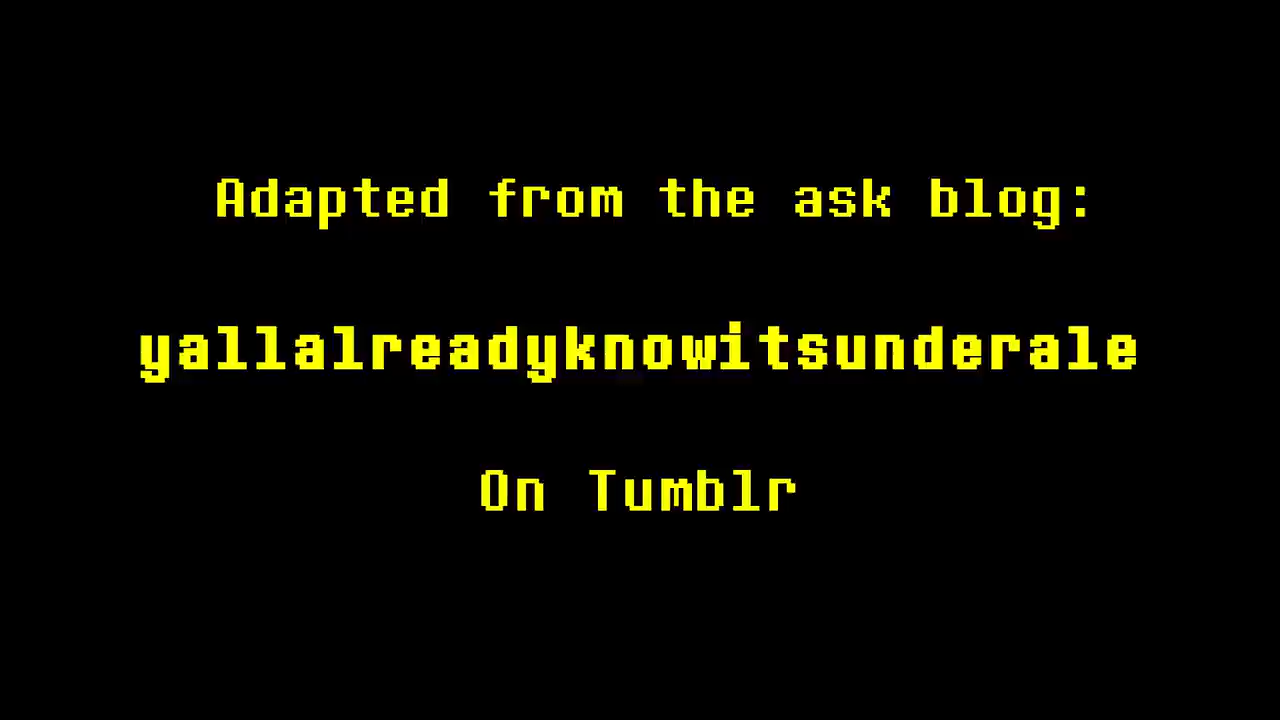 Adapted from the ask blog:
yallalreadyknowitsunderale
On Tumblr